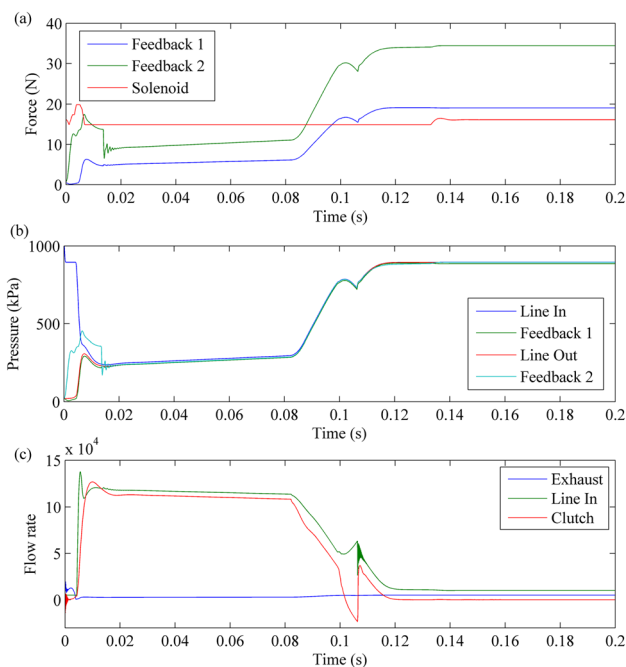 (a)
40
30
20
10
0
Force (N)
Feedback 1
Feedback 2
Solenoid
0 0.02 0.04 0.06 0.08 0.1 0.12 0.14 0.16 0.18 0.2
Time (s)
(b)
1000
500
0
Pressure (kPa)
Line In
Feedback 1
Line Out
Feedback 2
0 0.02 0.04 0.06 0.08 0.1 0.12 0.14 0.16 0.18 0.2
Time (s)
(c)
x 10⁴
15
10
5
0
Flow rate
Exhaust
Line In
Clutch
0 0.02 0.04 0.06 0.08 0.1 0.12 0.14 0.16 0.18 0.2
Time (s)